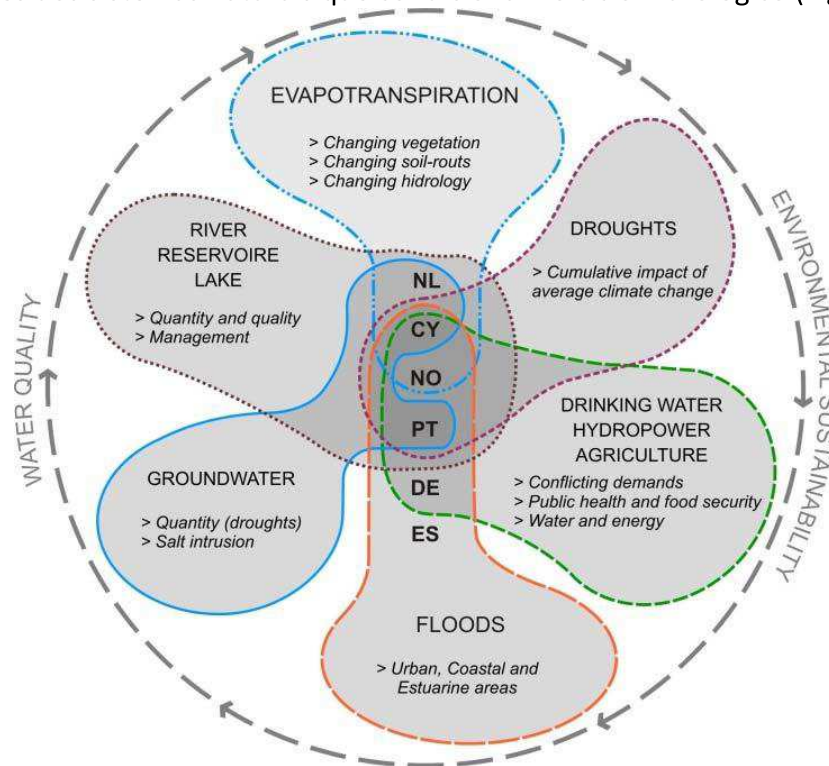 EVAPOTRANSPIRATION
> Changing vegetation
> Changing soil-routs
> Changing hidrology
RIVER
RESERVOIRE
LAKE
> Quantity and quality
> Management
DROUGHTS
> Cumulative impact of
average climate change
NL
CY
NO
PT
DE
ES
DRINKING WATER
HYDROPOWER
AGRICULTURE
> Conflicting demands
> Public health and food security
> Water and energy
GROUNDWATER
> Quantity (droughts)
> Salt intrusion
FLOODS
> Urban, Coastal and
Estuarine areas
WATER QUALITY
ENVIRONMENTAL SUSTAINABILITY